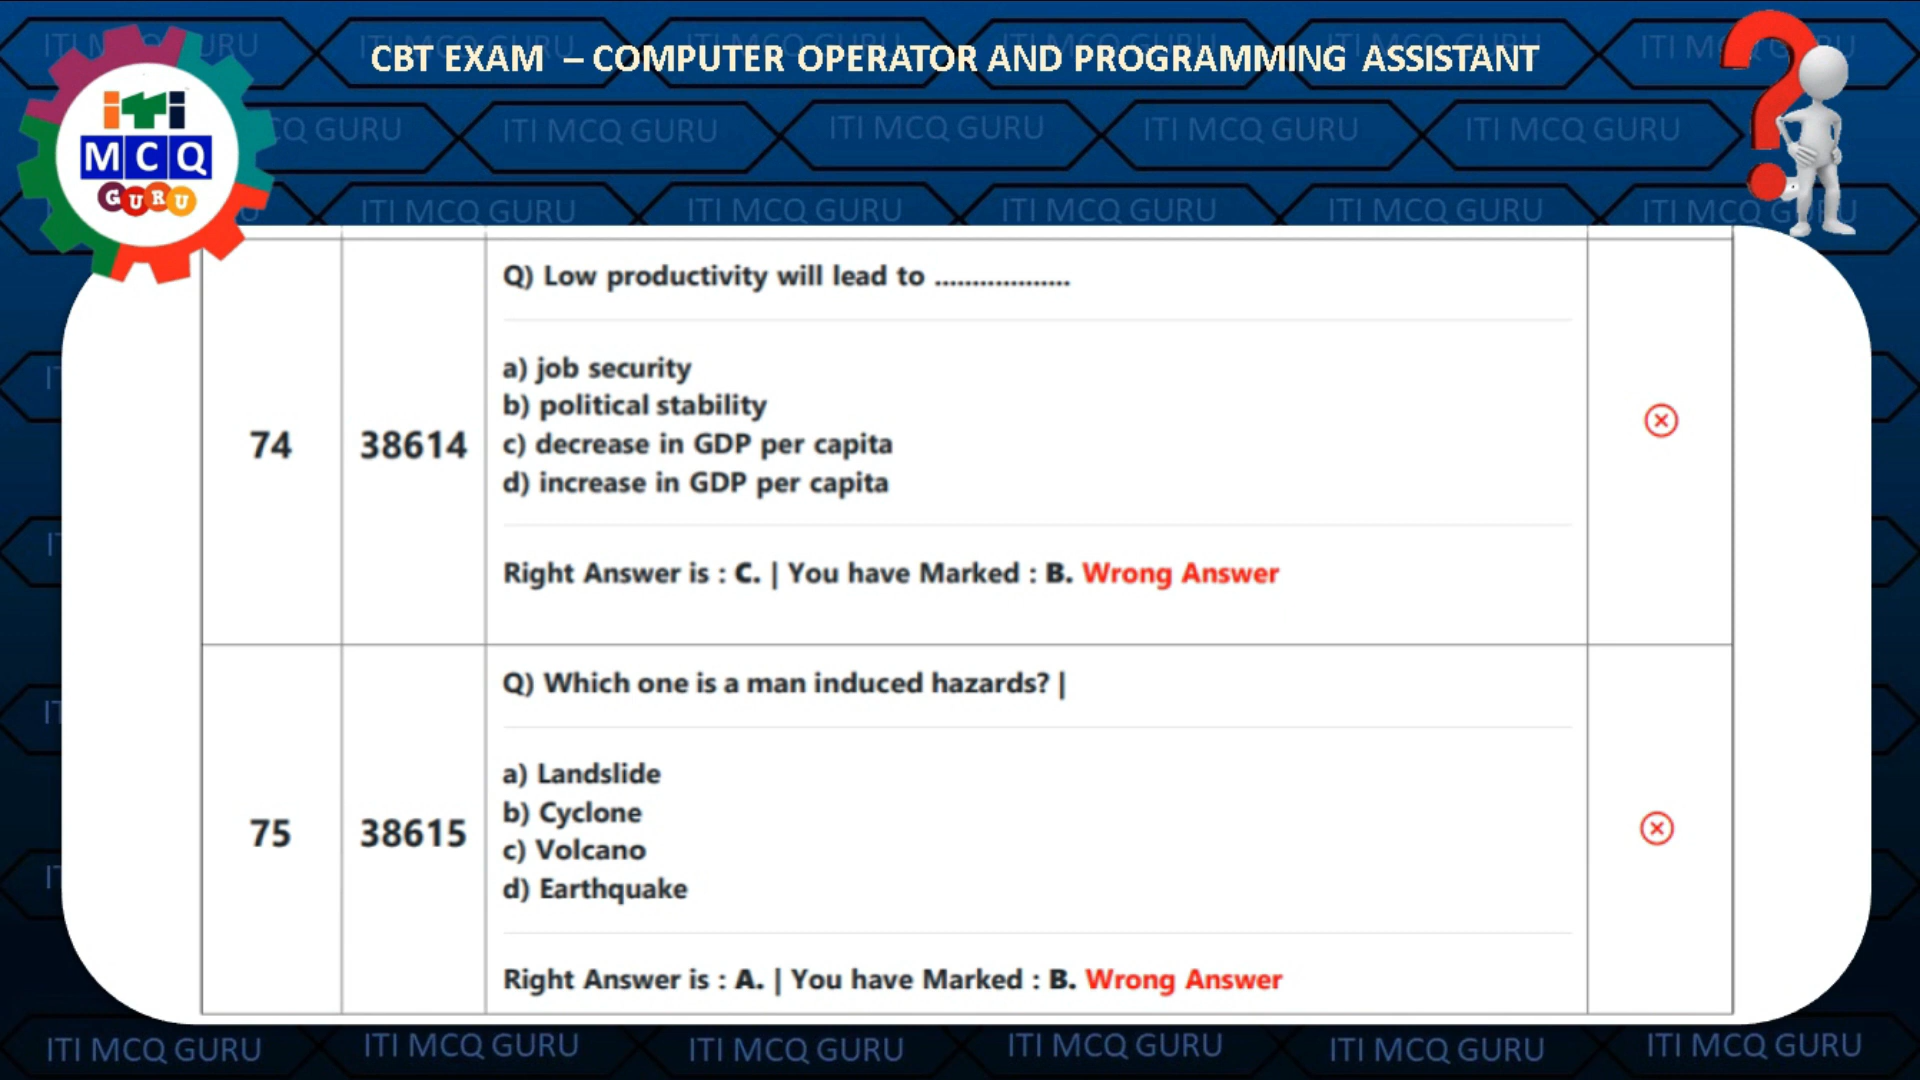 CBT EXAM – COMPUTER OPERATOR AND PROGRAMMING ASSISTANT
iTi
MCQ
GURU
74
38614
Q) Low productivity will lead to ..................
a) job security
b) political stability
c) decrease in GDP per capita
d) increase in GDP per capita
Right Answer is : C. | You have Marked : B. Wrong Answer
75
38615
Q) Which one is a man induced hazards? |
a) Landslide
b) Cyclone
c) Volcano
d) Earthquake
Right Answer is : A. | You have Marked : B. Wrong Answer
ITI MCQ GURU ITI MCQ GURU ITI MCQ GURU ITI MCQ GURU ITI MCQ GURU ITI MCQ GURU